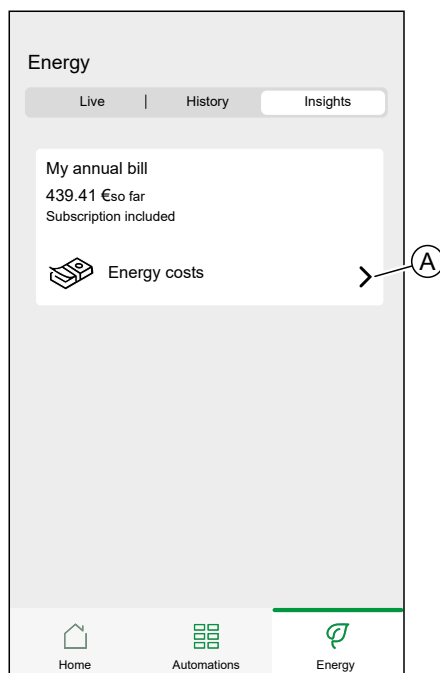 Energy
Live | History Insights
My annual bill
439.41 €so far
Subscription included
Energy costs
A
Home Automations Energy